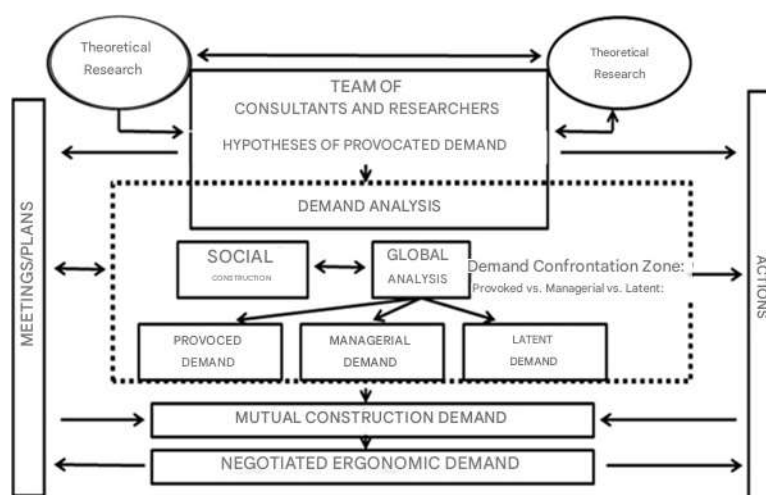 Theoretical
Research
Theoretical
Research
TEAM OF
CONSULTANTS AND RESEARCHERS
HYPOTHESES OF PROVOCATED DEMAND
DEMAND ANALYSIS
MEETINGS/PLANS
ACTIONS
SOCIAL
CONSTRUCTION
GLOBAL
ANALYSIS
Demand Confrontation Zone:
Provoked vs. Managerial vs. Latent:
PROVOCED
DEMAND
MANAGERIAL
DEMAND
LATENT
DEMAND
MUTUAL CONSTRUCTION DEMAND
NEGOTIATED ERGONOMIC DEMAND